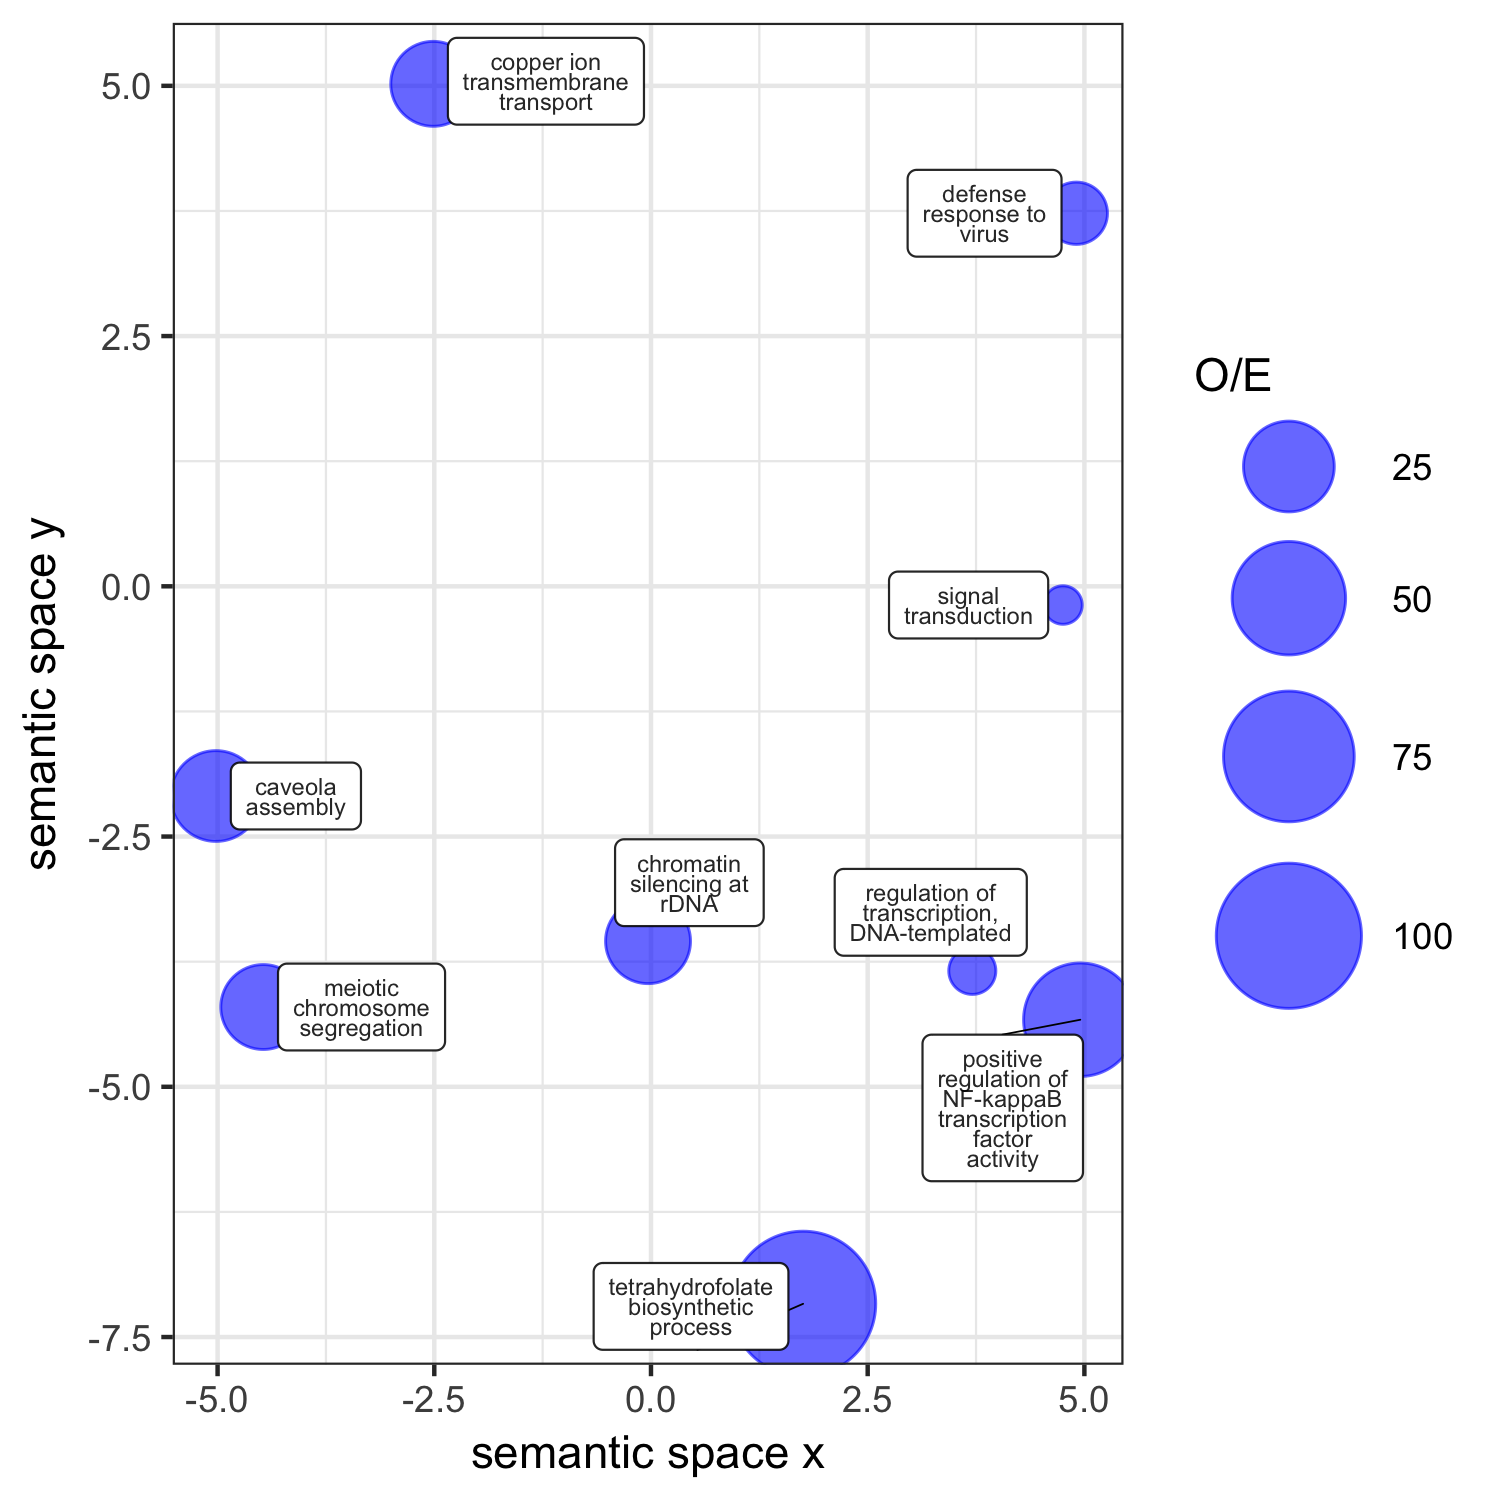 copper ion
transmembrane
transport
defense
response to
virus
signal
transduction
caveola
assembly
chromatin
silencing at
rDNA
regulation of
transcription,
DNA-templated
meiotic
chromosome
segregation
positive
regulation of
NF-kappaB
transcription
factor
activity
tetrahydrofolate
biosynthetic
process
5.0
2.5
0.0
-2.5
-5.0
-7.5
semantic space y
-5.0
-2.5
0.0
2.5
5.0
semantic space x
O/E
25
50
75
100